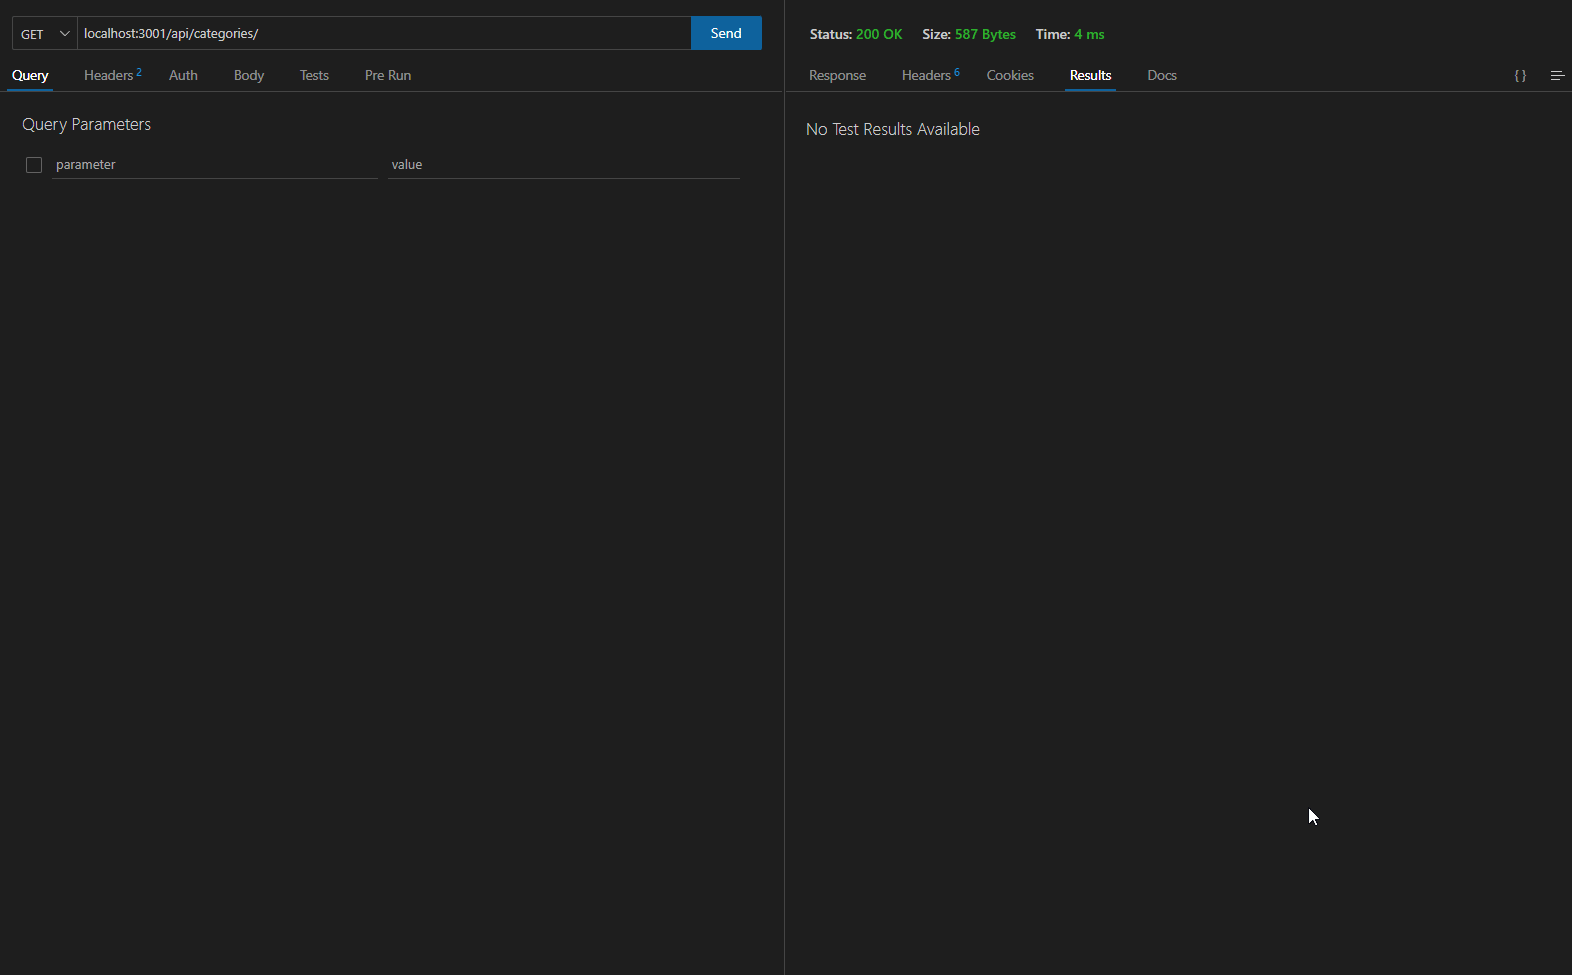 GET localhost:3001/api/categories/ Send
Query Headers 2 Auth Body Tests Pre Run
Query Parameters
parameter value
Status: 200 OK Size: 587 Bytes Time: 4 ms
Response Headers 6 Cookies Results Docs { }
No Test Results Available